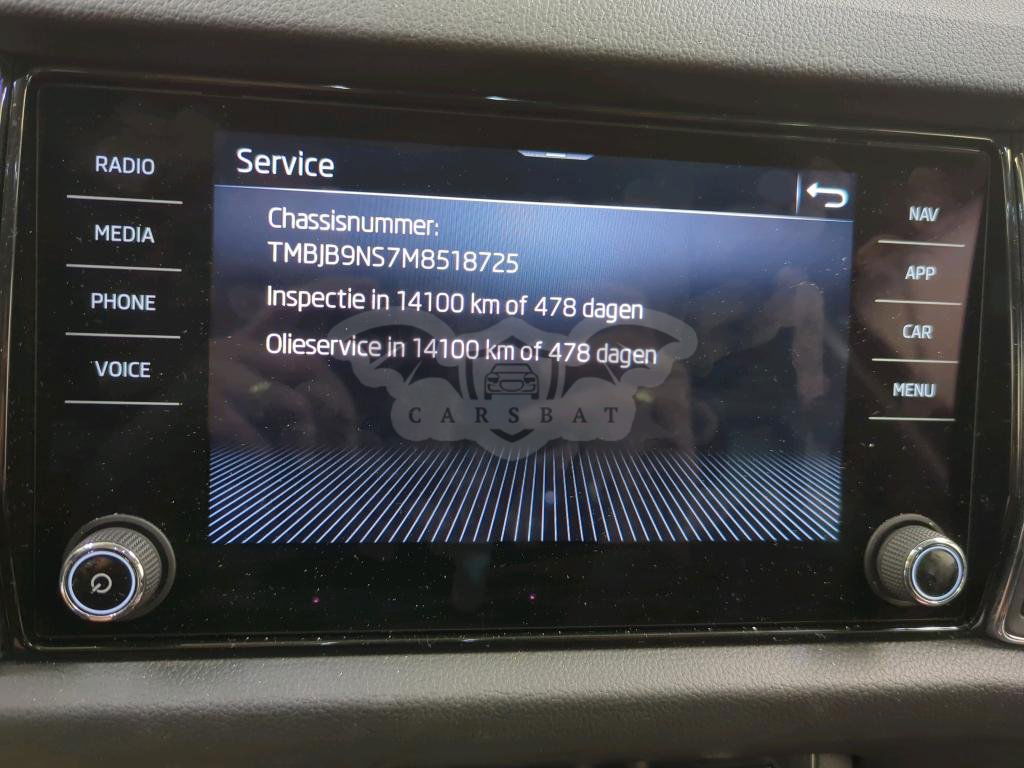 RADIO
MEDIA
PHONE
VOICE
Service
Chassisnummer:
TMBJB9NS7M8518725
Inspectie in 14100 km of 478 dagen
Olieservice in 14100 km of 478 dagen
CARSBAT
NAV
APP
CAR
MENU